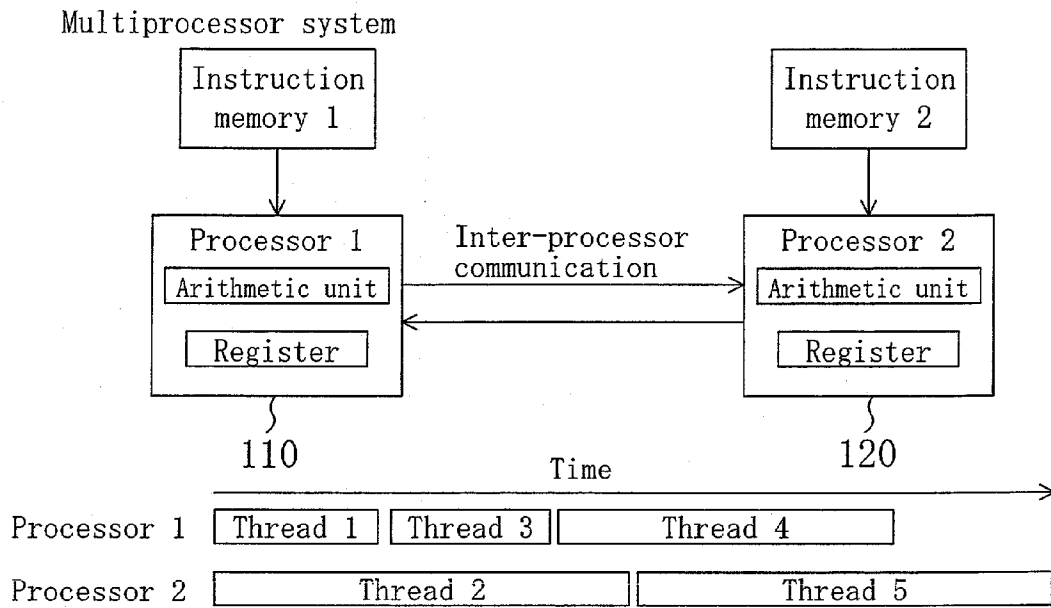 Multiprocessor system
Instruction
memory 1
Instruction
memory 2
Processor 1
Arithmetic unit
Register
Inter-processor
communication
Processor 2
Arithmetic unit
Register
110
120
Time
Processor 1
Thread 1
Thread 3
Thread 4
Processor 2
Thread 2
Thread 5